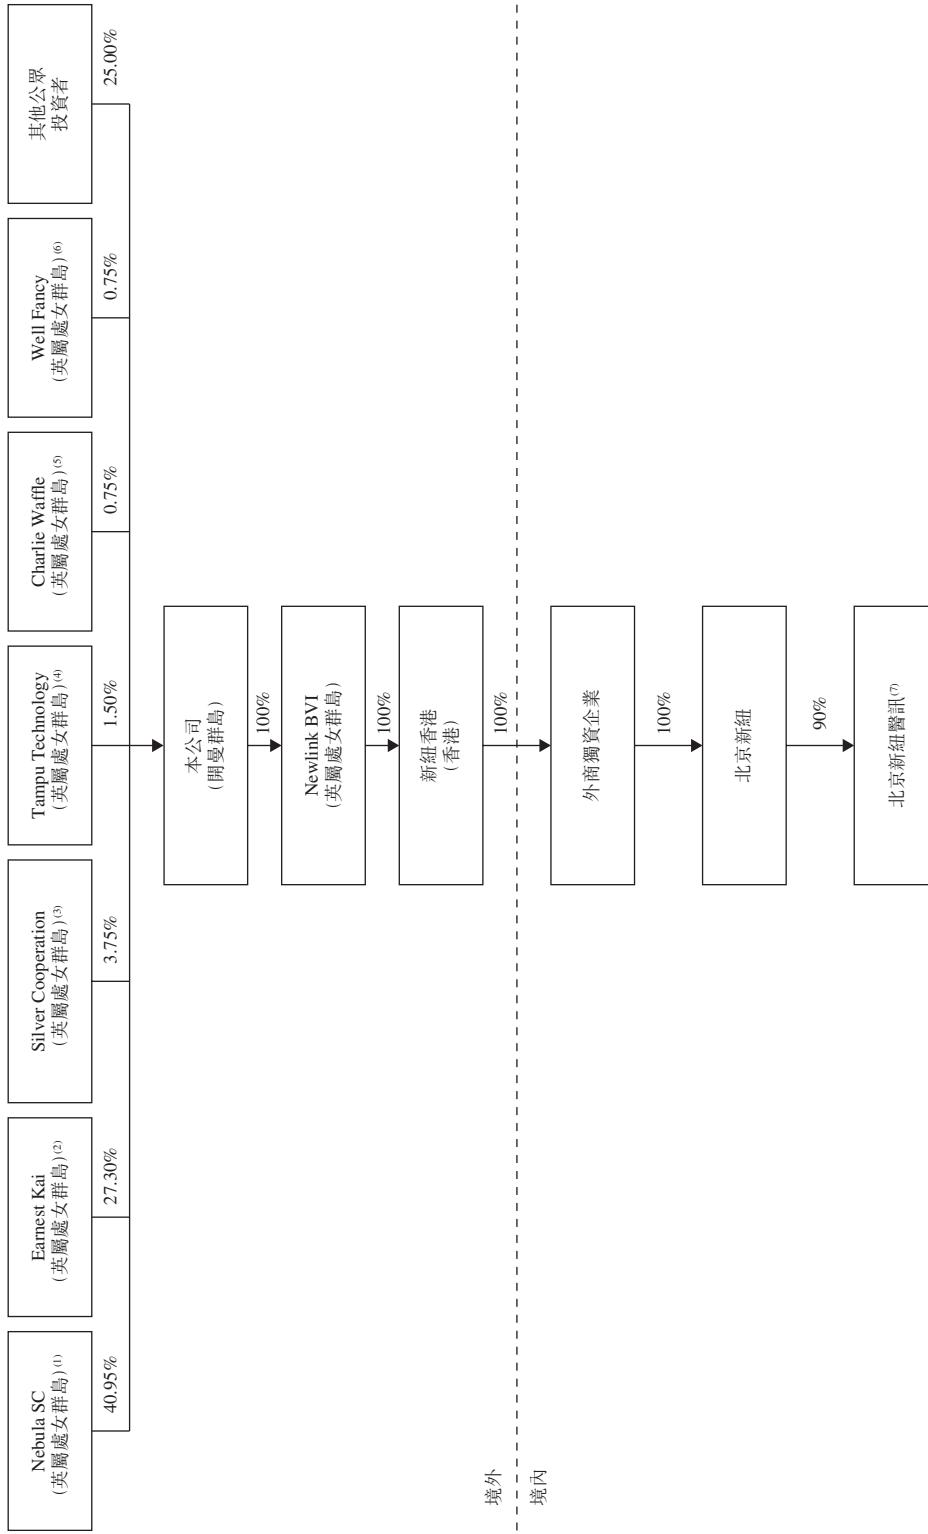 Nebula SC
(英屬處女群島)(1)
40.95%
Earnest Kai
(英屬處女群島)(2)
27.30%
Silver Cooperation
(英屬處女群島)(3)
3.75%
Tampu Technology
(英屬處女群島)(4)
1.50%
Charlie Waffle
(英屬處女群島)(5)
0.75%
Well Fancy
(英屬處女群島)(6)
0.75%
其他公眾
投資者
25.00%
本公司
(開曼群島)
100%
Newlink BVI
(英屬處女群島)
100%
新紐香港
(香港)
100%
境外
境內
外商獨資企業
100%
北京新紐
90%
北京新紐醫訊(7)